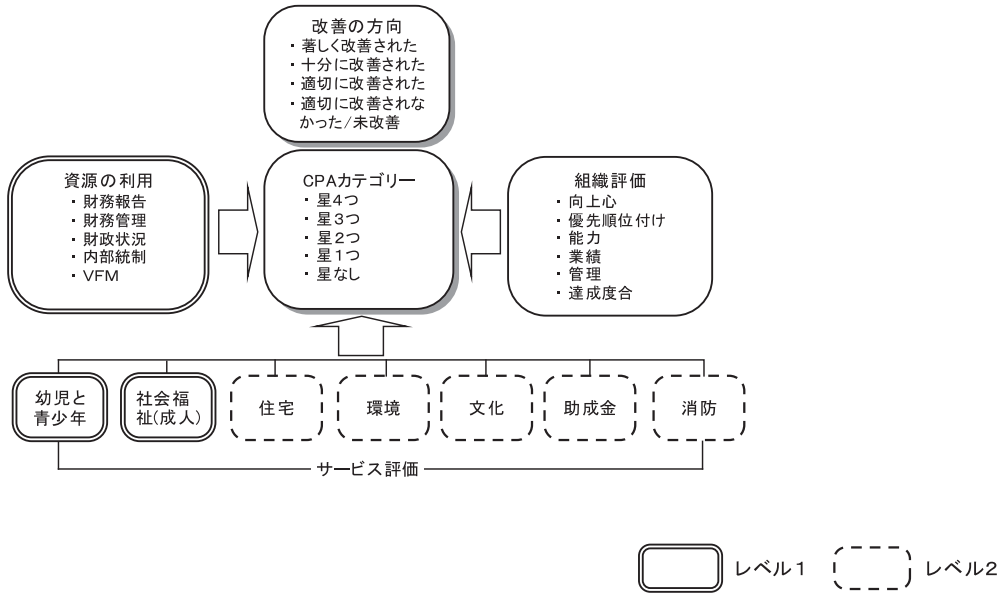 改善の方向
・著しく改善された
・十分に改善された
・適切に改善された
・適切に改善されな
かった/未改善
資源の利用
・財務報告
・財務管理
・財政状況
・内部統制
・VFM
CPAカテゴリー
・星4つ
・星3つ
・星2つ
・星1つ
・星なし
組織評価
・向上心
・優先順位付け
・能力
・業績
・管理
・達成度合
幼児と
青少年
社会福
祉(成人)
住宅
環境
文化
助成金
消防
サービス評価
レベル1
レベル2